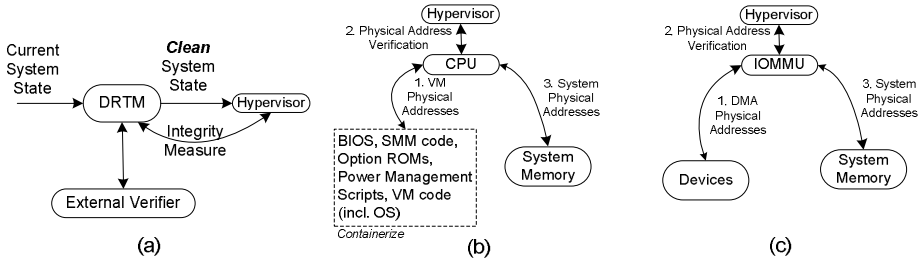 Current
System
State
Clean
System
State
DRTM
Hypervisor
Integrity
Measure
External Verifier
(a)
Hypervisor
2. Physical Address
Verification
CPU
1. VM
Physical
Addresses
3. System
Physical
Addresses
BIOS, SMM code,
Option ROMs,
Power Management
Scripts, VM code
(incl. OS)
Containerize
System
Memory
(b)
Hypervisor
2. Physical Address
Verification
IOMMU
1. DMA
Physical
Addresses
3. System
Physical
Addresses
Devices
System
Memory
(c)